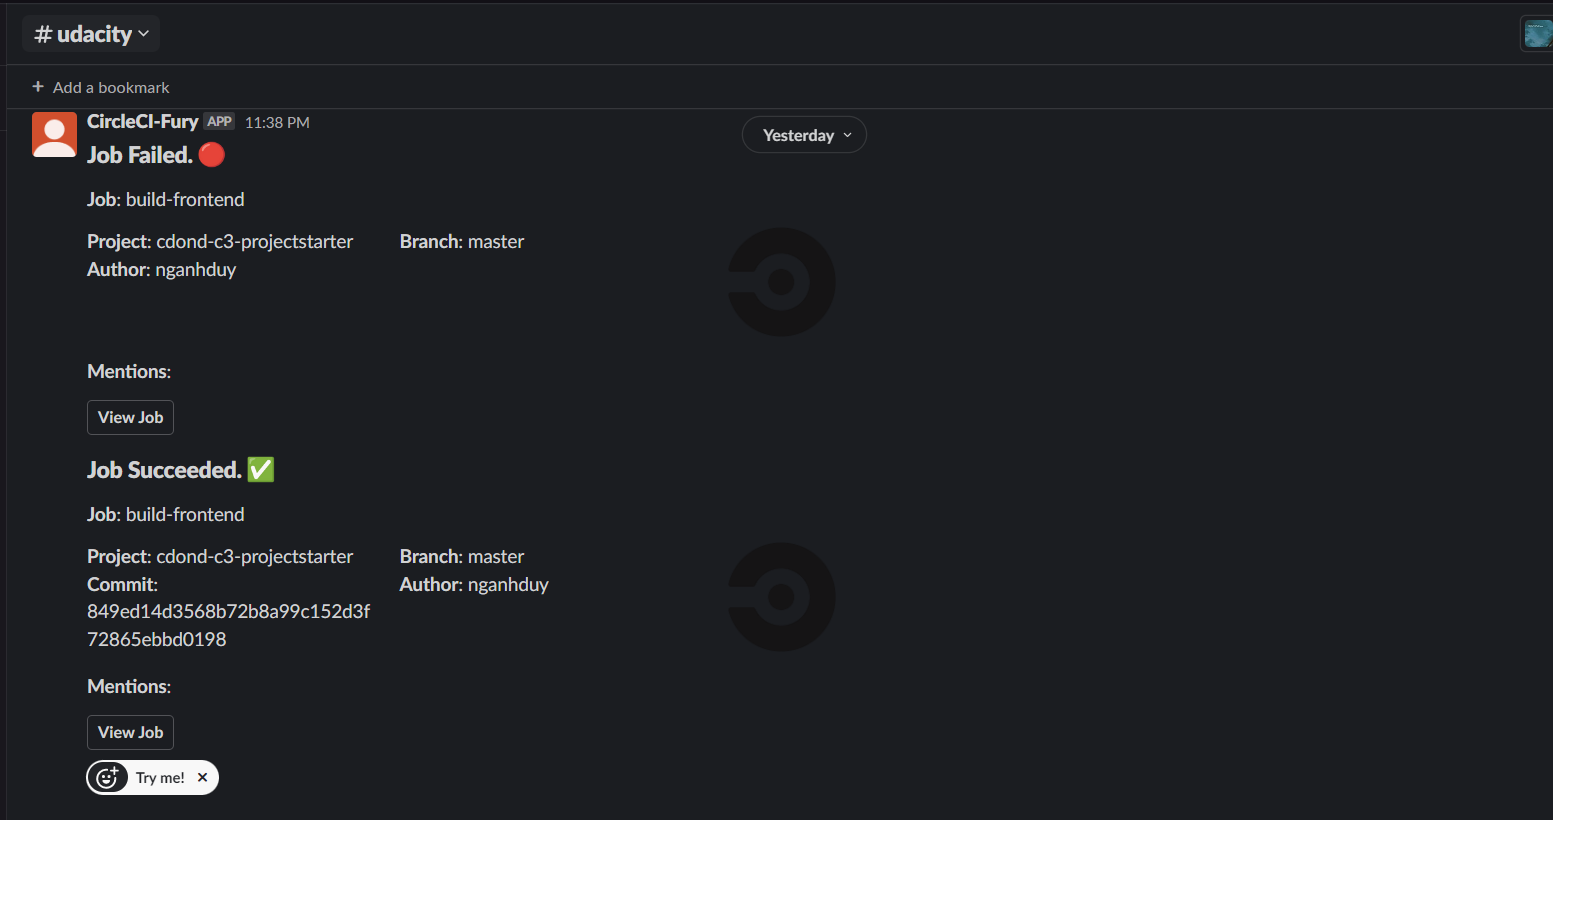 # udacity
+ Add a bookmark
CircleCI-Fury APP 11:38 PM
Yesterday
Job Failed. 🔴
Job: build-frontend
Project: cdond-c3-projectstarter Branch: master
Author: nganhduy
Mentions:
View Job
Job Succeeded. ✅
Job: build-frontend
Project: cdond-c3-projectstarter Branch: master
Commit: Author: nganhduy
849ed14d3568b72b8a99c152d3f
72865ebbd0198
Mentions:
View Job
Try me! ✕